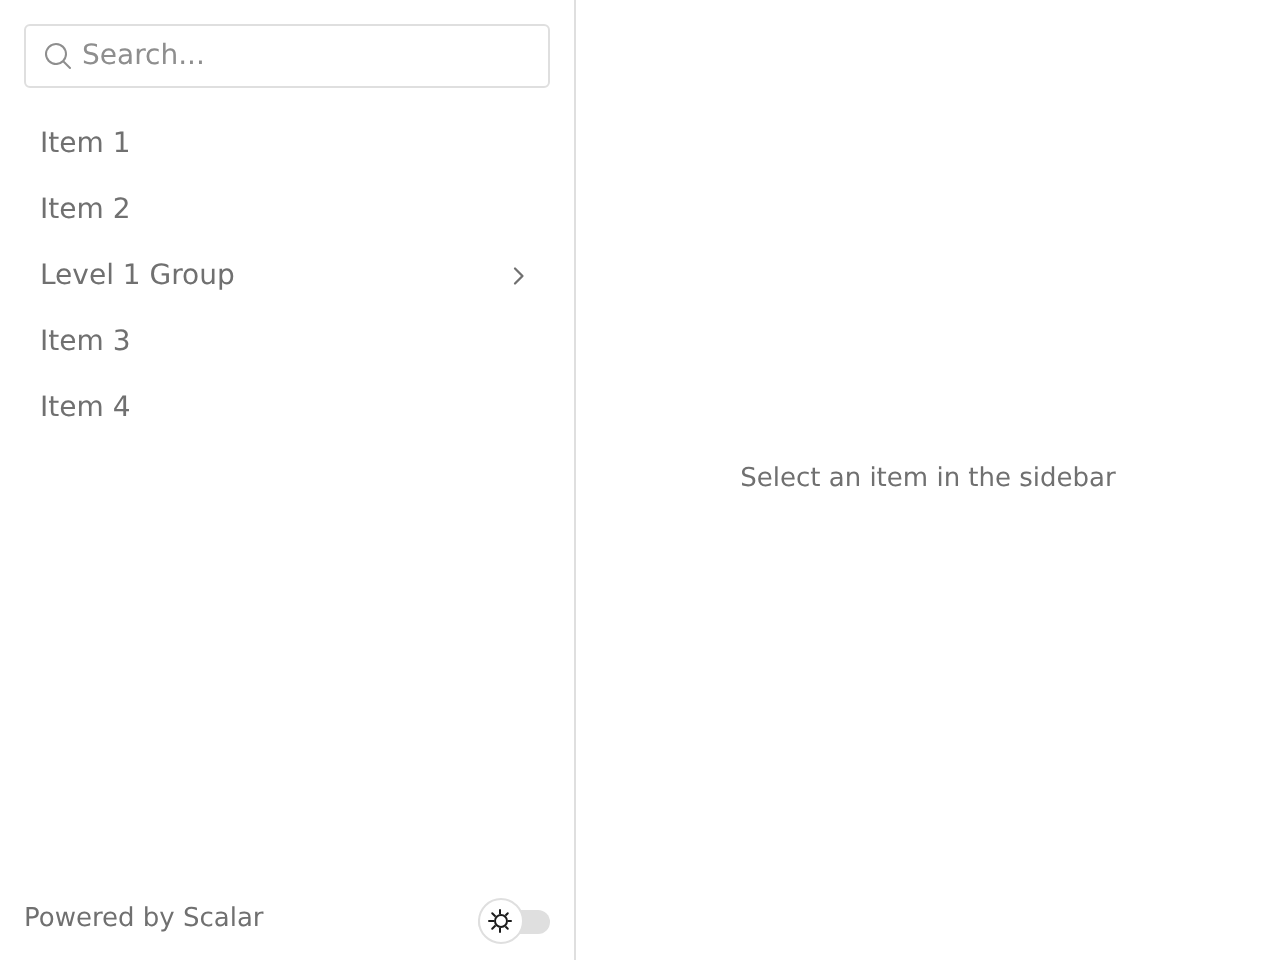 Search...
Item 1
Item 2
Level 1 Group
Item 3
Item 4
Select an item in the sidebar
Powered by Scalar